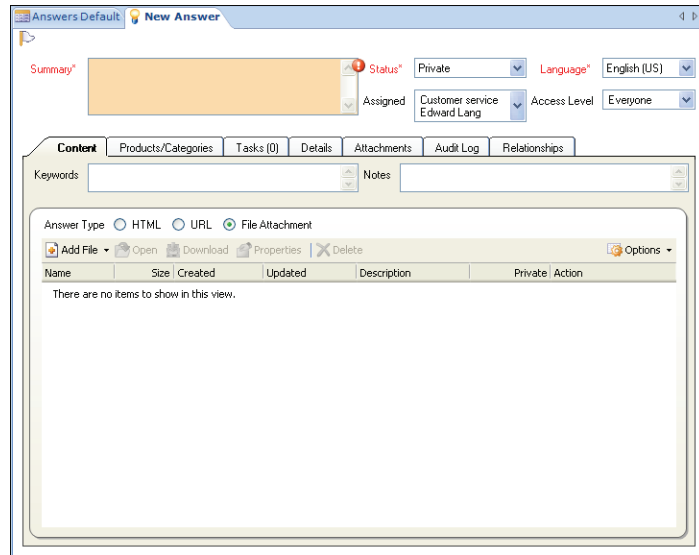 Answers Default New Answer
Summary* Status* Private Language* English (US)
Assigned Customer service Access Level Everyone
Edward Lang
Content Products/Categories Tasks (0) Details Attachments Audit Log Relationships
Keywords Notes
Answer Type HTML URL File Attachment
Add File Open Download Properties Delete Options
Name Size Created Updated Description Private Action
There are no items to show in this view.